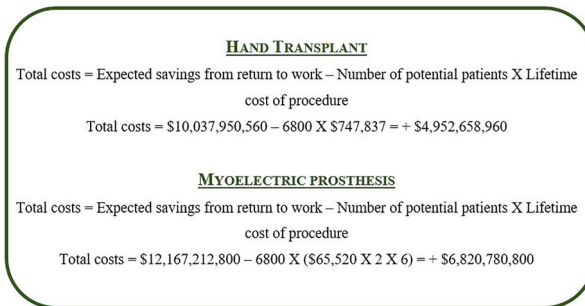 HAND TRANSPLANT
Total costs = Expected savings from return to work – Number of potential patients X Lifetime
cost of procedure
Total costs = $10,037,950,560 – 6800 X $747,837 = + $4,952,658,960
MYOELECTRIC PROSTHESIS
Total costs = Expected savings from return to work – Number of potential patients X Lifetime
cost of procedure
Total costs = $12,167,212,800 – 6800 X ($65,520 X 2 X 6) = + $6,820,780,800